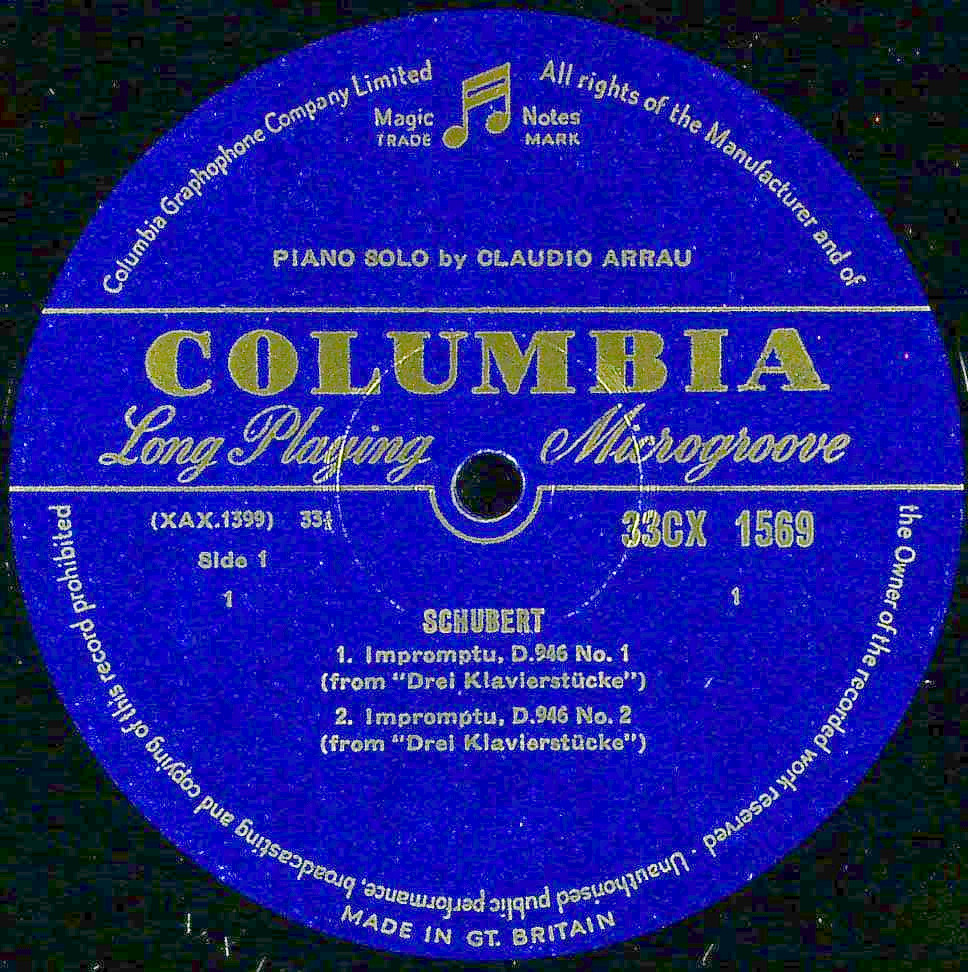 Columbia Graphophone Company Limited
Magic Notes
TRADE MARK
All rights of the Manufacturer and of the Owner of the recorded work reserved · Unauthorised public performance, broadcasting and copying of this record prohibited
PIANO SOLO by CLAUDIO ARRAU
COLUMBIA
Long Playing Microgroove
(XAX.1399) 33⅓ 33CX 1569
Side 1
1 1
SCHUBERT
1. Impromptu, D.946 No. 1
(from "Drei Klavierstücke")
2. Impromptu, D.946 No. 2
(from "Drei Klavierstücke")
MADE IN GT. BRITAIN